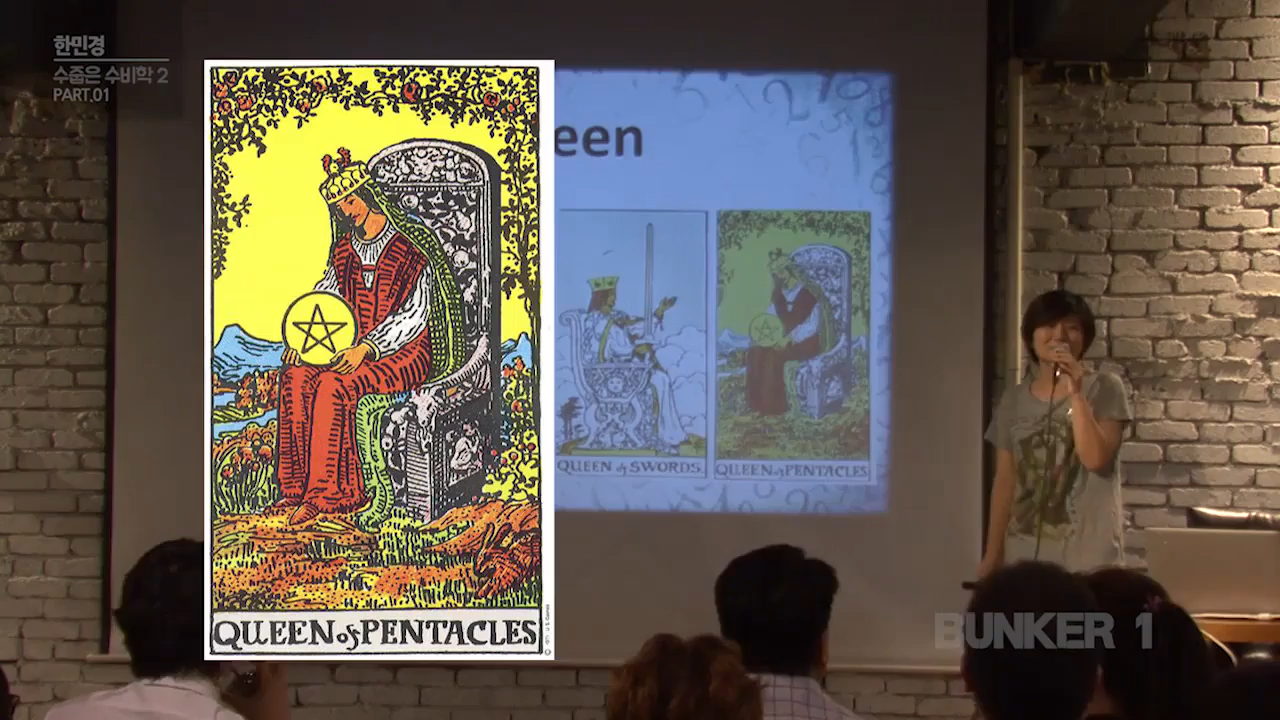 한민경
수줍은 수비학 2
PART.01
een
QUEEN of SWORDS.
QUEEN of PENTACLES
QUEEN of PENTACLES
BUNKER 1